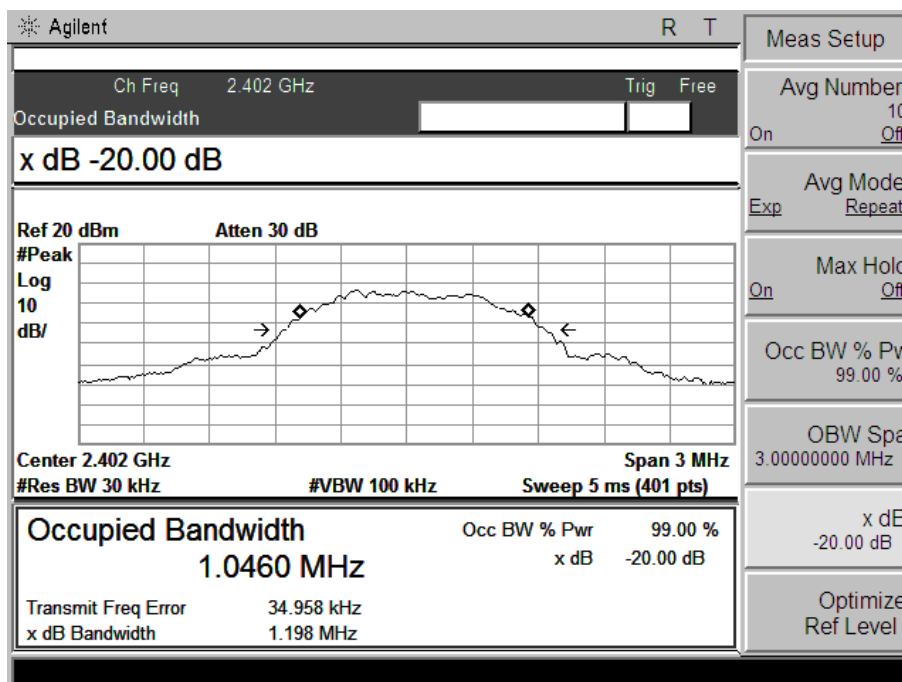 Agilent R T
Ch Freq 2.402 GHz Trig Free
Occupied Bandwidth
x dB -20.00 dB
Ref 20 dBm Atten 30 dB
#Peak
Log
10
dB/
Center 2.402 GHz Span 3 MHz
#Res BW 30 kHz #VBW 100 kHz Sweep 5 ms (401 pts)
Occupied Bandwidth
1.0460 MHz
Occ BW % Pwr 99.00 %
x dB -20.00 dB
Transmit Freq Error 34.958 kHz
x dB Bandwidth 1.198 MHz
Meas Setup
Avg Number
10
On Off
Avg Mode
Exp Repeat
Max Hold
On Off
Occ BW % Pw
99.00 %
OBW Spa
3.00000000 MHz
x dB
-20.00 dB
Optimize
Ref Level